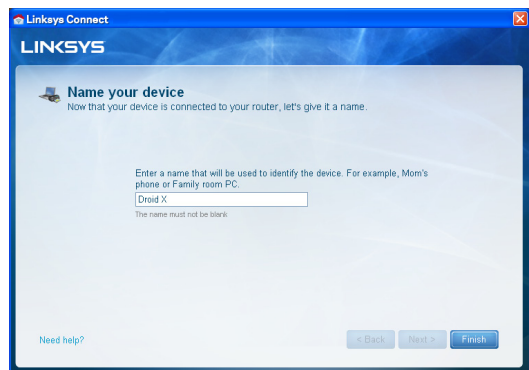 Linksys Connect
LINKSYS
Name your device
Now that your device is connected to your router, let's give it a name.
Enter a name that will be used to identify the device. For example, Mom's
phone or Family room PC.
Droid X
The name must not be blank
Need help?
< Back
Next >
Finish